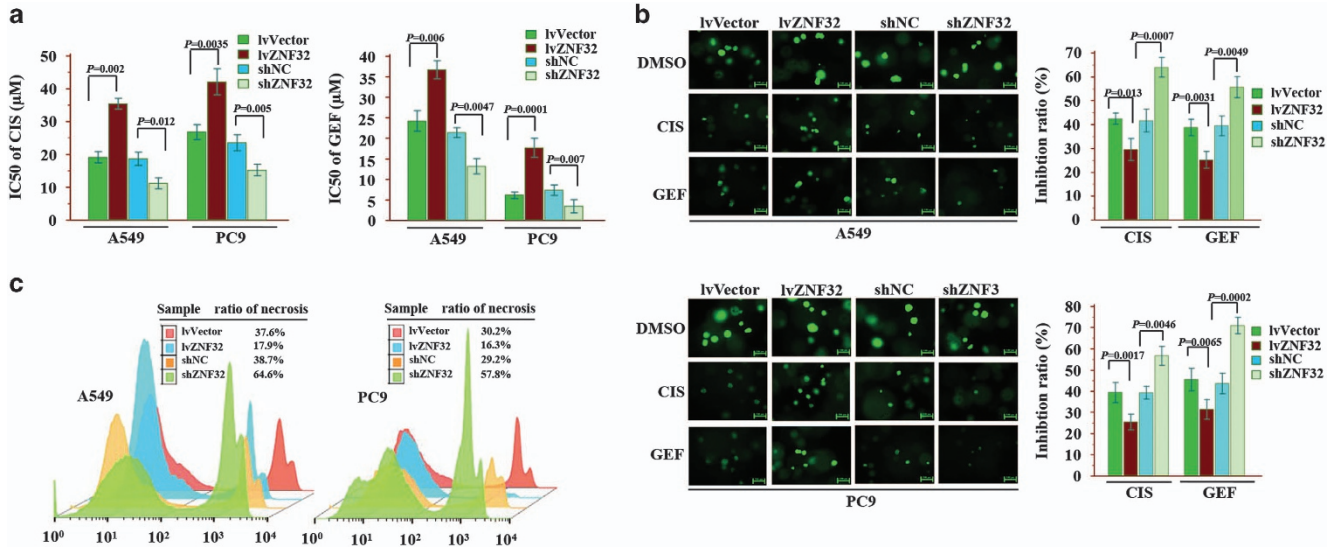 a
P=0.002
P=0.0035
P=0.012
P=0.005
lvVector
lvZNF32
shNC
shZNF32
IC50 of CIS (μM)
50
40
30
20
10
0
A549 PC9
P=0.006
P=0.0047
P=0.0001
P=0.007
lvVector
lvZNF32
shNC
shZNF32
IC50 of GEF (μM)
45
40
35
30
25
20
15
10
5
0
A549 PC9
b
lvVector lvZNF32 shNC shZNF32
DMSO
CIS
GEF
A549
P=0.0007
P=0.0049
P=0.013
P=0.0031
lvVector
lvZNF32
shNC
shZNF32
Inhibtion ratio (%)
70
60
50
40
30
20
10
0
CIS GEF
lvVector lvZNF32 shNC shZNF3
DMSO
CIS
GEF
PC9
P=0.0002
P=0.0046
P=0.0017
P=0.0065
lvVector
lvZNF32
shNC
shZNF32
Inhibtion ratio (%)
80
70
60
50
40
30
20
10
0
CIS GEF
c
Sample ratio of necrosis
lvVector 37.6%
lvZNF32 17.9%
shNC 38.7%
shZNF32 64.6%
A549
10⁰ 10¹ 10² 10³ 10⁴
Sample ratio of necrosis
lvVector 30.2%
lvZNF32 16.3%
shNC 29.2%
shZNF32 57.8%
PC9
10⁰ 10¹ 10² 10³ 10⁴